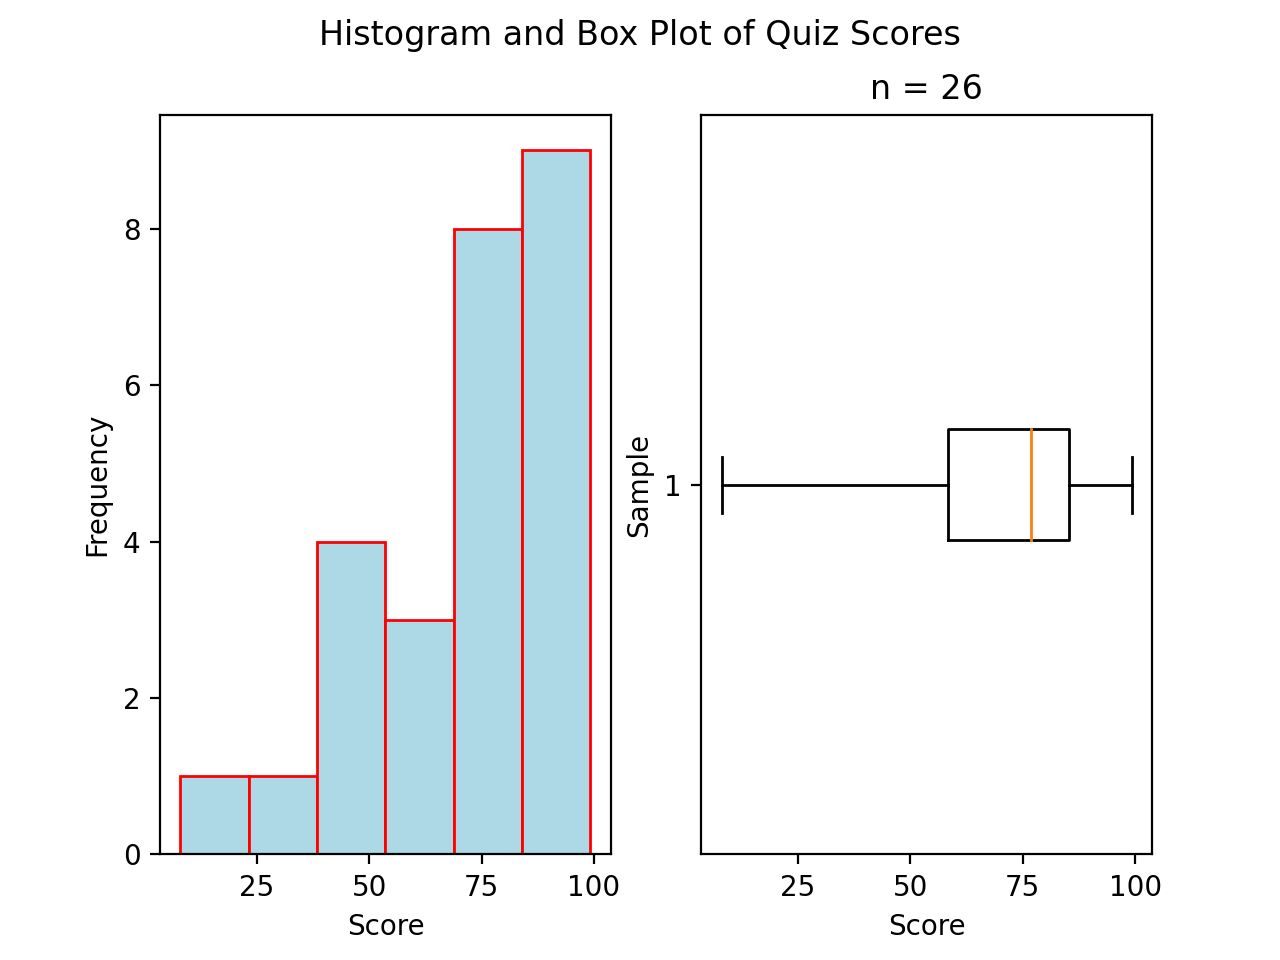 Histogram and Box Plot of Quiz Scores
8
6
4
2
0
Frequency
25 50 75 100
Score
n = 26
Sample
1
25 50 75 100
Score